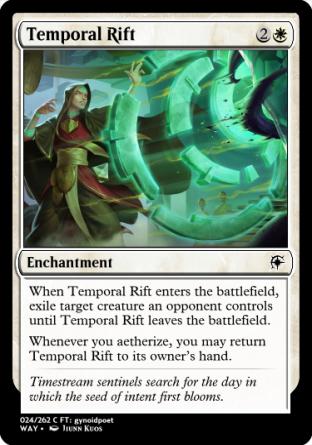 Temporal Rift 2
Enchantment
When Temporal Rift enters the battlefield,
exile target creature an opponent controls
until Temporal Rift leaves the battlefield.
Whenever you aetherize, you may return
Temporal Rift to its owner's hand.
Timestream sentinels search for the day in
which the seed of intent first blooms.
024/262 C FT: gynoidpoet
WAY • Jiunn Kuos